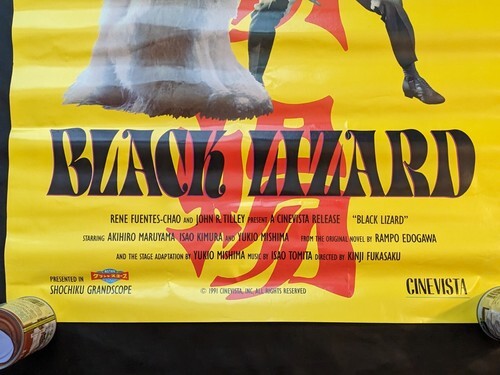 BLACK LIZARD
RENE FUENTES-CHAO AND JOHN R. TILLEY PRESENT A CINEVISTA RELEASE "BLACK LIZARD"
STARRING AKIHIRO MARUYAMA, ISAO KIMURA AND YUKIO MISHIMA FROM THE ORIGINAL NOVEL BY RAMPO EDOGAWA
AND THE STAGE ADAPTATION BY YUKIO MISHIMA MUSIC BY ISAO TOMITA DIRECTED BY KINJI FUKASAKU
PRESENTED IN
SHOCHIKU GRANDSCOPE
© 1991 CINEVISTA, INC. ALL RIGHTS RESERVED
CINEVISTA